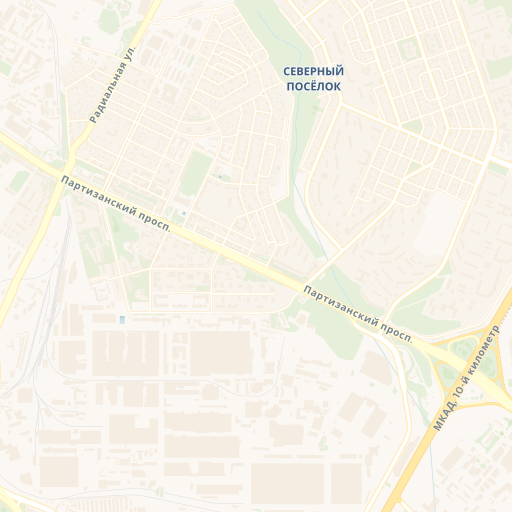 Радиальная ул.
СЕВЕРНЫЙ
ПОСЁЛОК
Партизанский просп.
Партизанский просп.
МКАД, 10-й километр